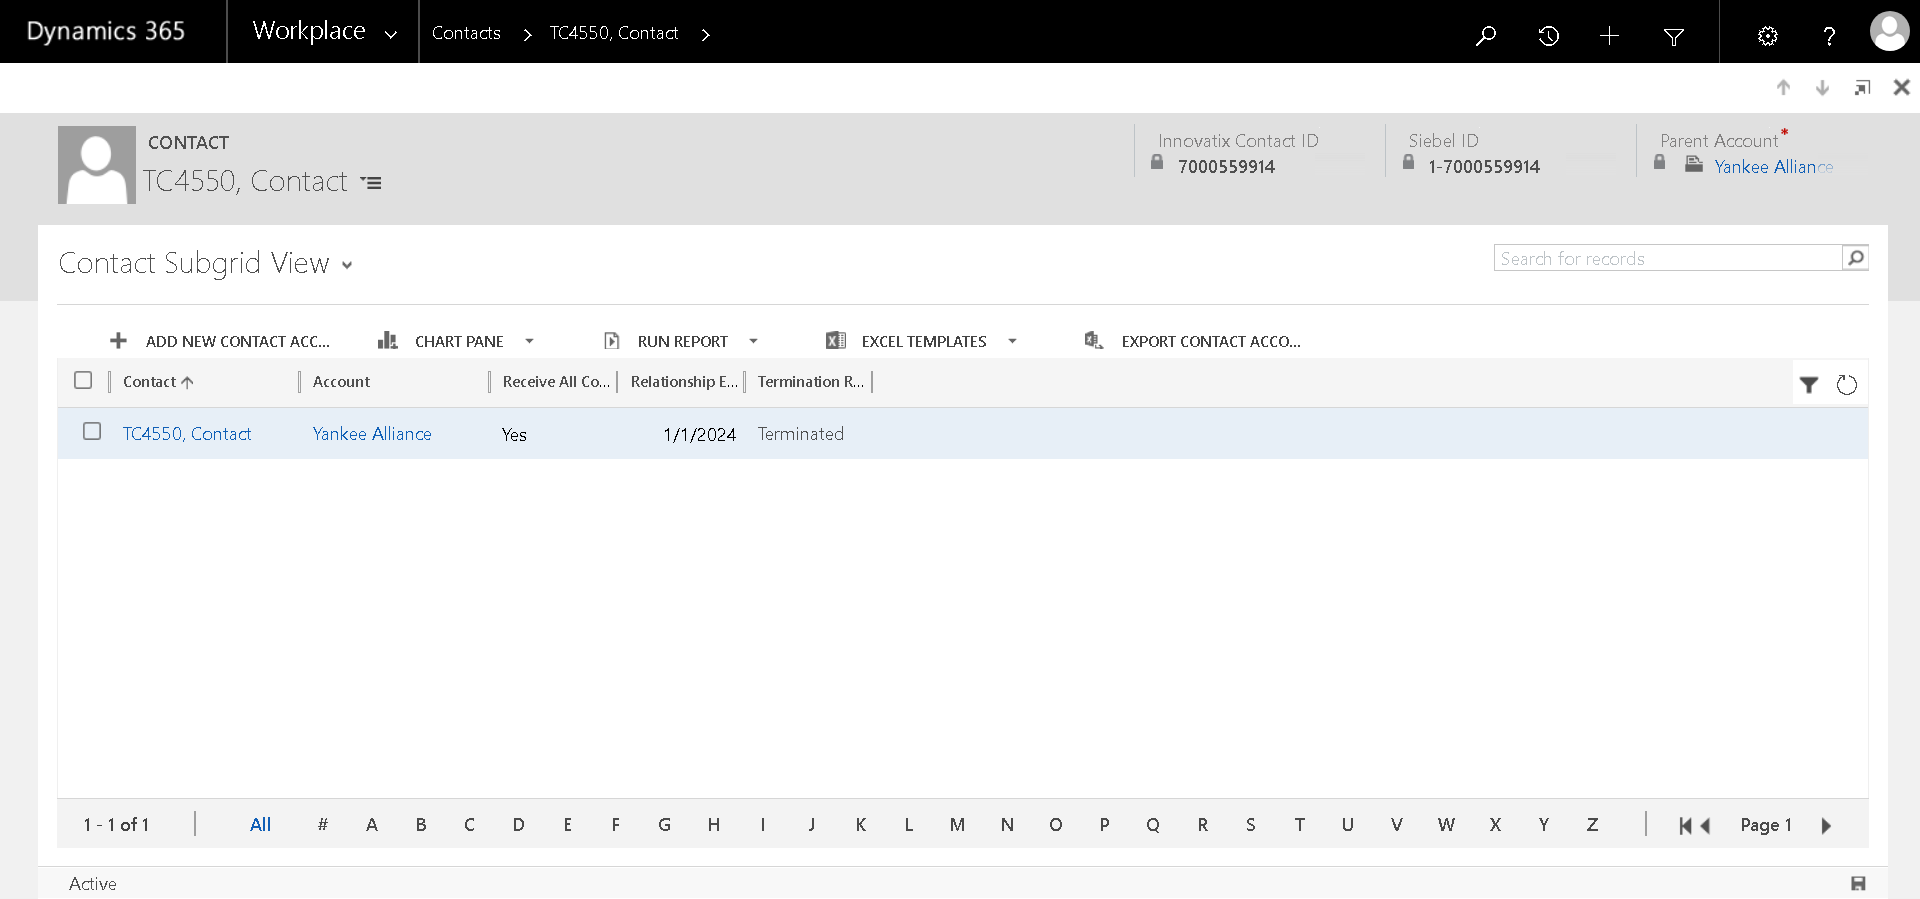 Dynamics 365 Workplace Contacts TC4550, Contact ?
CONTACT
TC4550, Contact
Innovatix Contact ID
7000559914
Siebel ID
1-7000559914
Parent Account*
Yankee Alliance
Contact Subgrid View
Search for records
ADD NEW CONTACT ACC... CHART PANE RUN REPORT EXCEL TEMPLATES EXPORT CONTACT ACCO...
Contact Account Receive All Co... Relationship E... Termination R...
TC4550, Contact Yankee Alliance Yes 1/1/2024 Terminated
1 - 1 of 1 All # A B C D E F G H I J K L M N O P Q R S T U V W X Y Z Page 1
Active